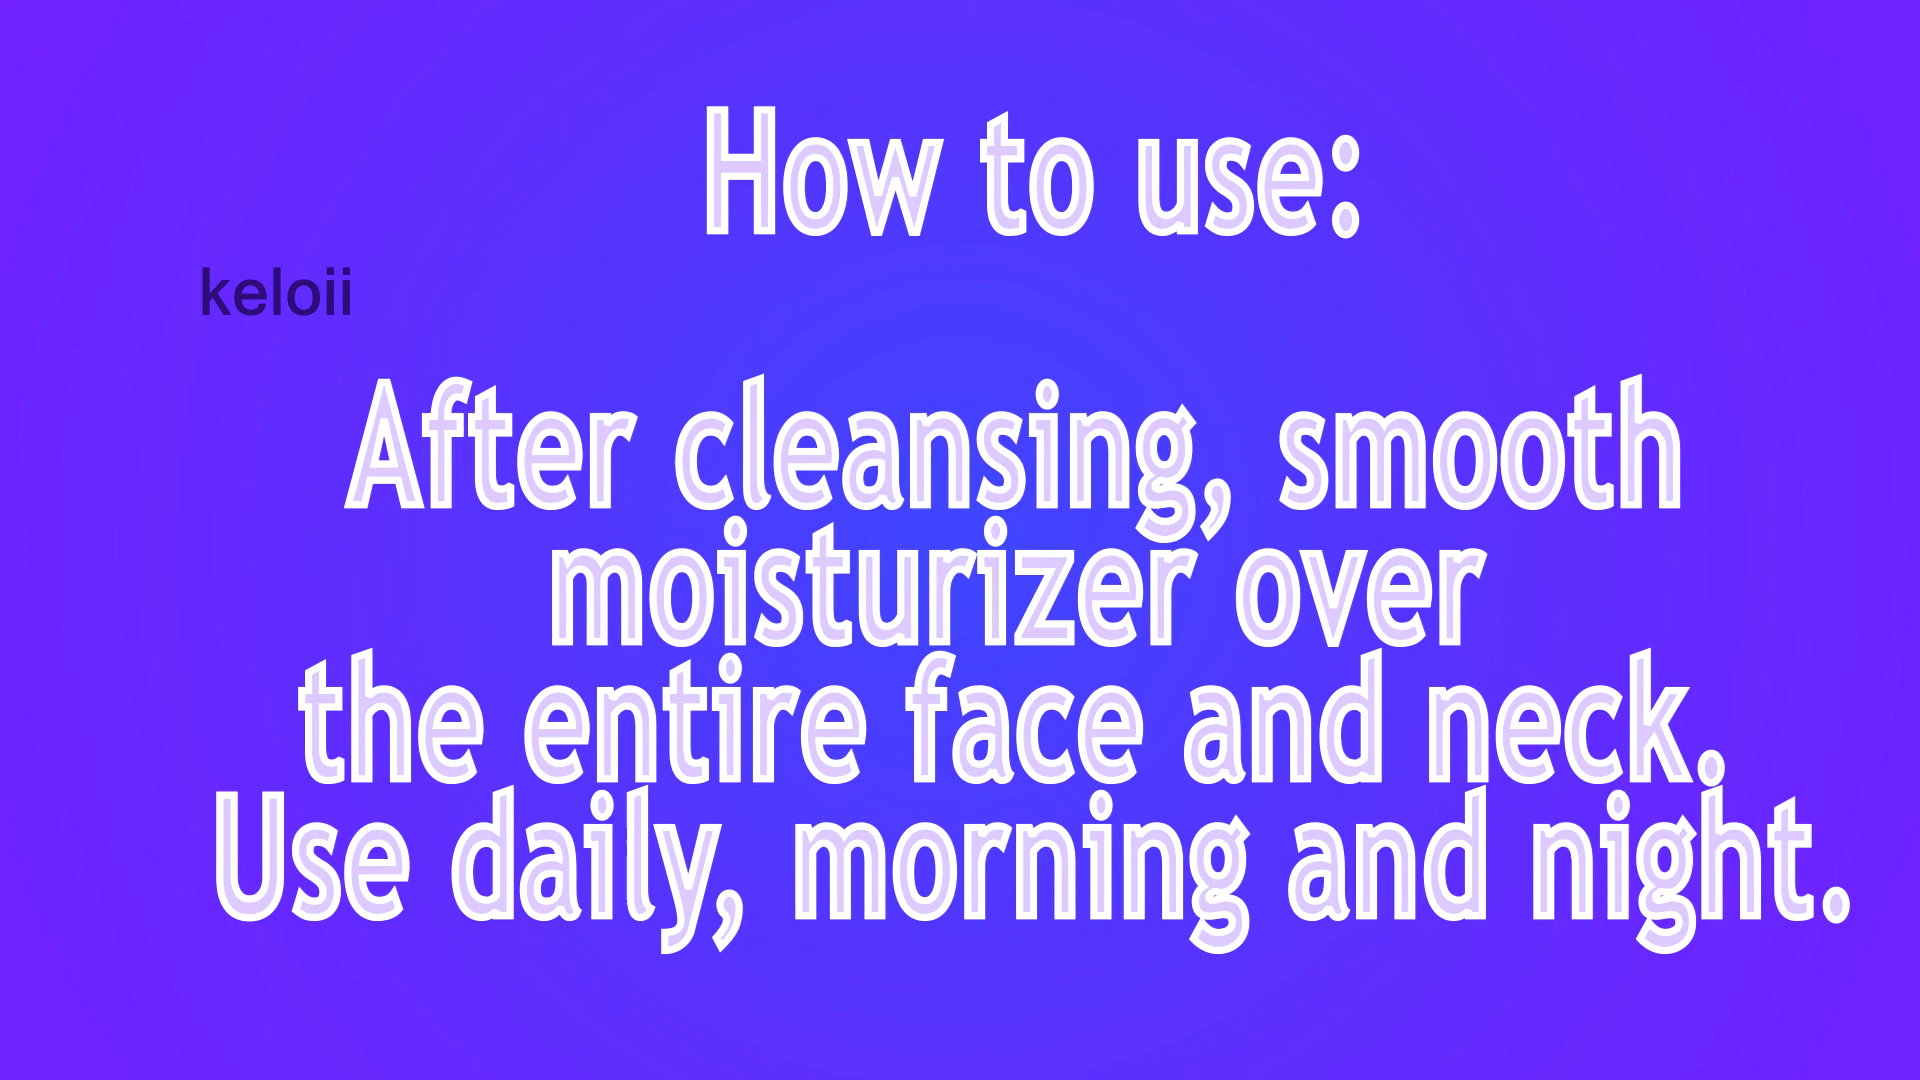 How to use:
keloii
After cleansing, smooth
moisturizer over
the entire face and neck.
Use daily, morning and night.